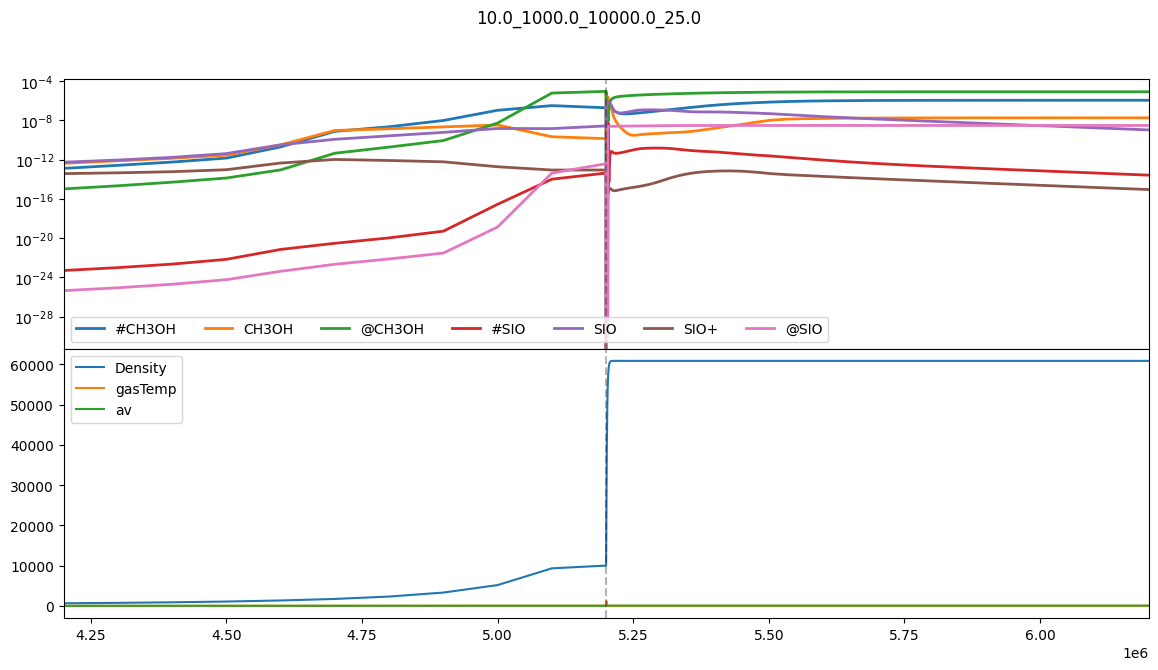 10.0_1000.0_10000.0_25.0
10⁻⁴
10⁻⁸
10⁻¹²
10⁻¹⁶
10⁻²⁰
10⁻²⁴
10⁻²⁸
#CH3OH CH3OH @CH3OH #SIO SIO SIO+ @SIO
60000
50000
40000
30000
20000
10000
0
Density
gasTemp
av
4.25 4.50 4.75 5.00 5.25 5.50 5.75 6.00
1e6